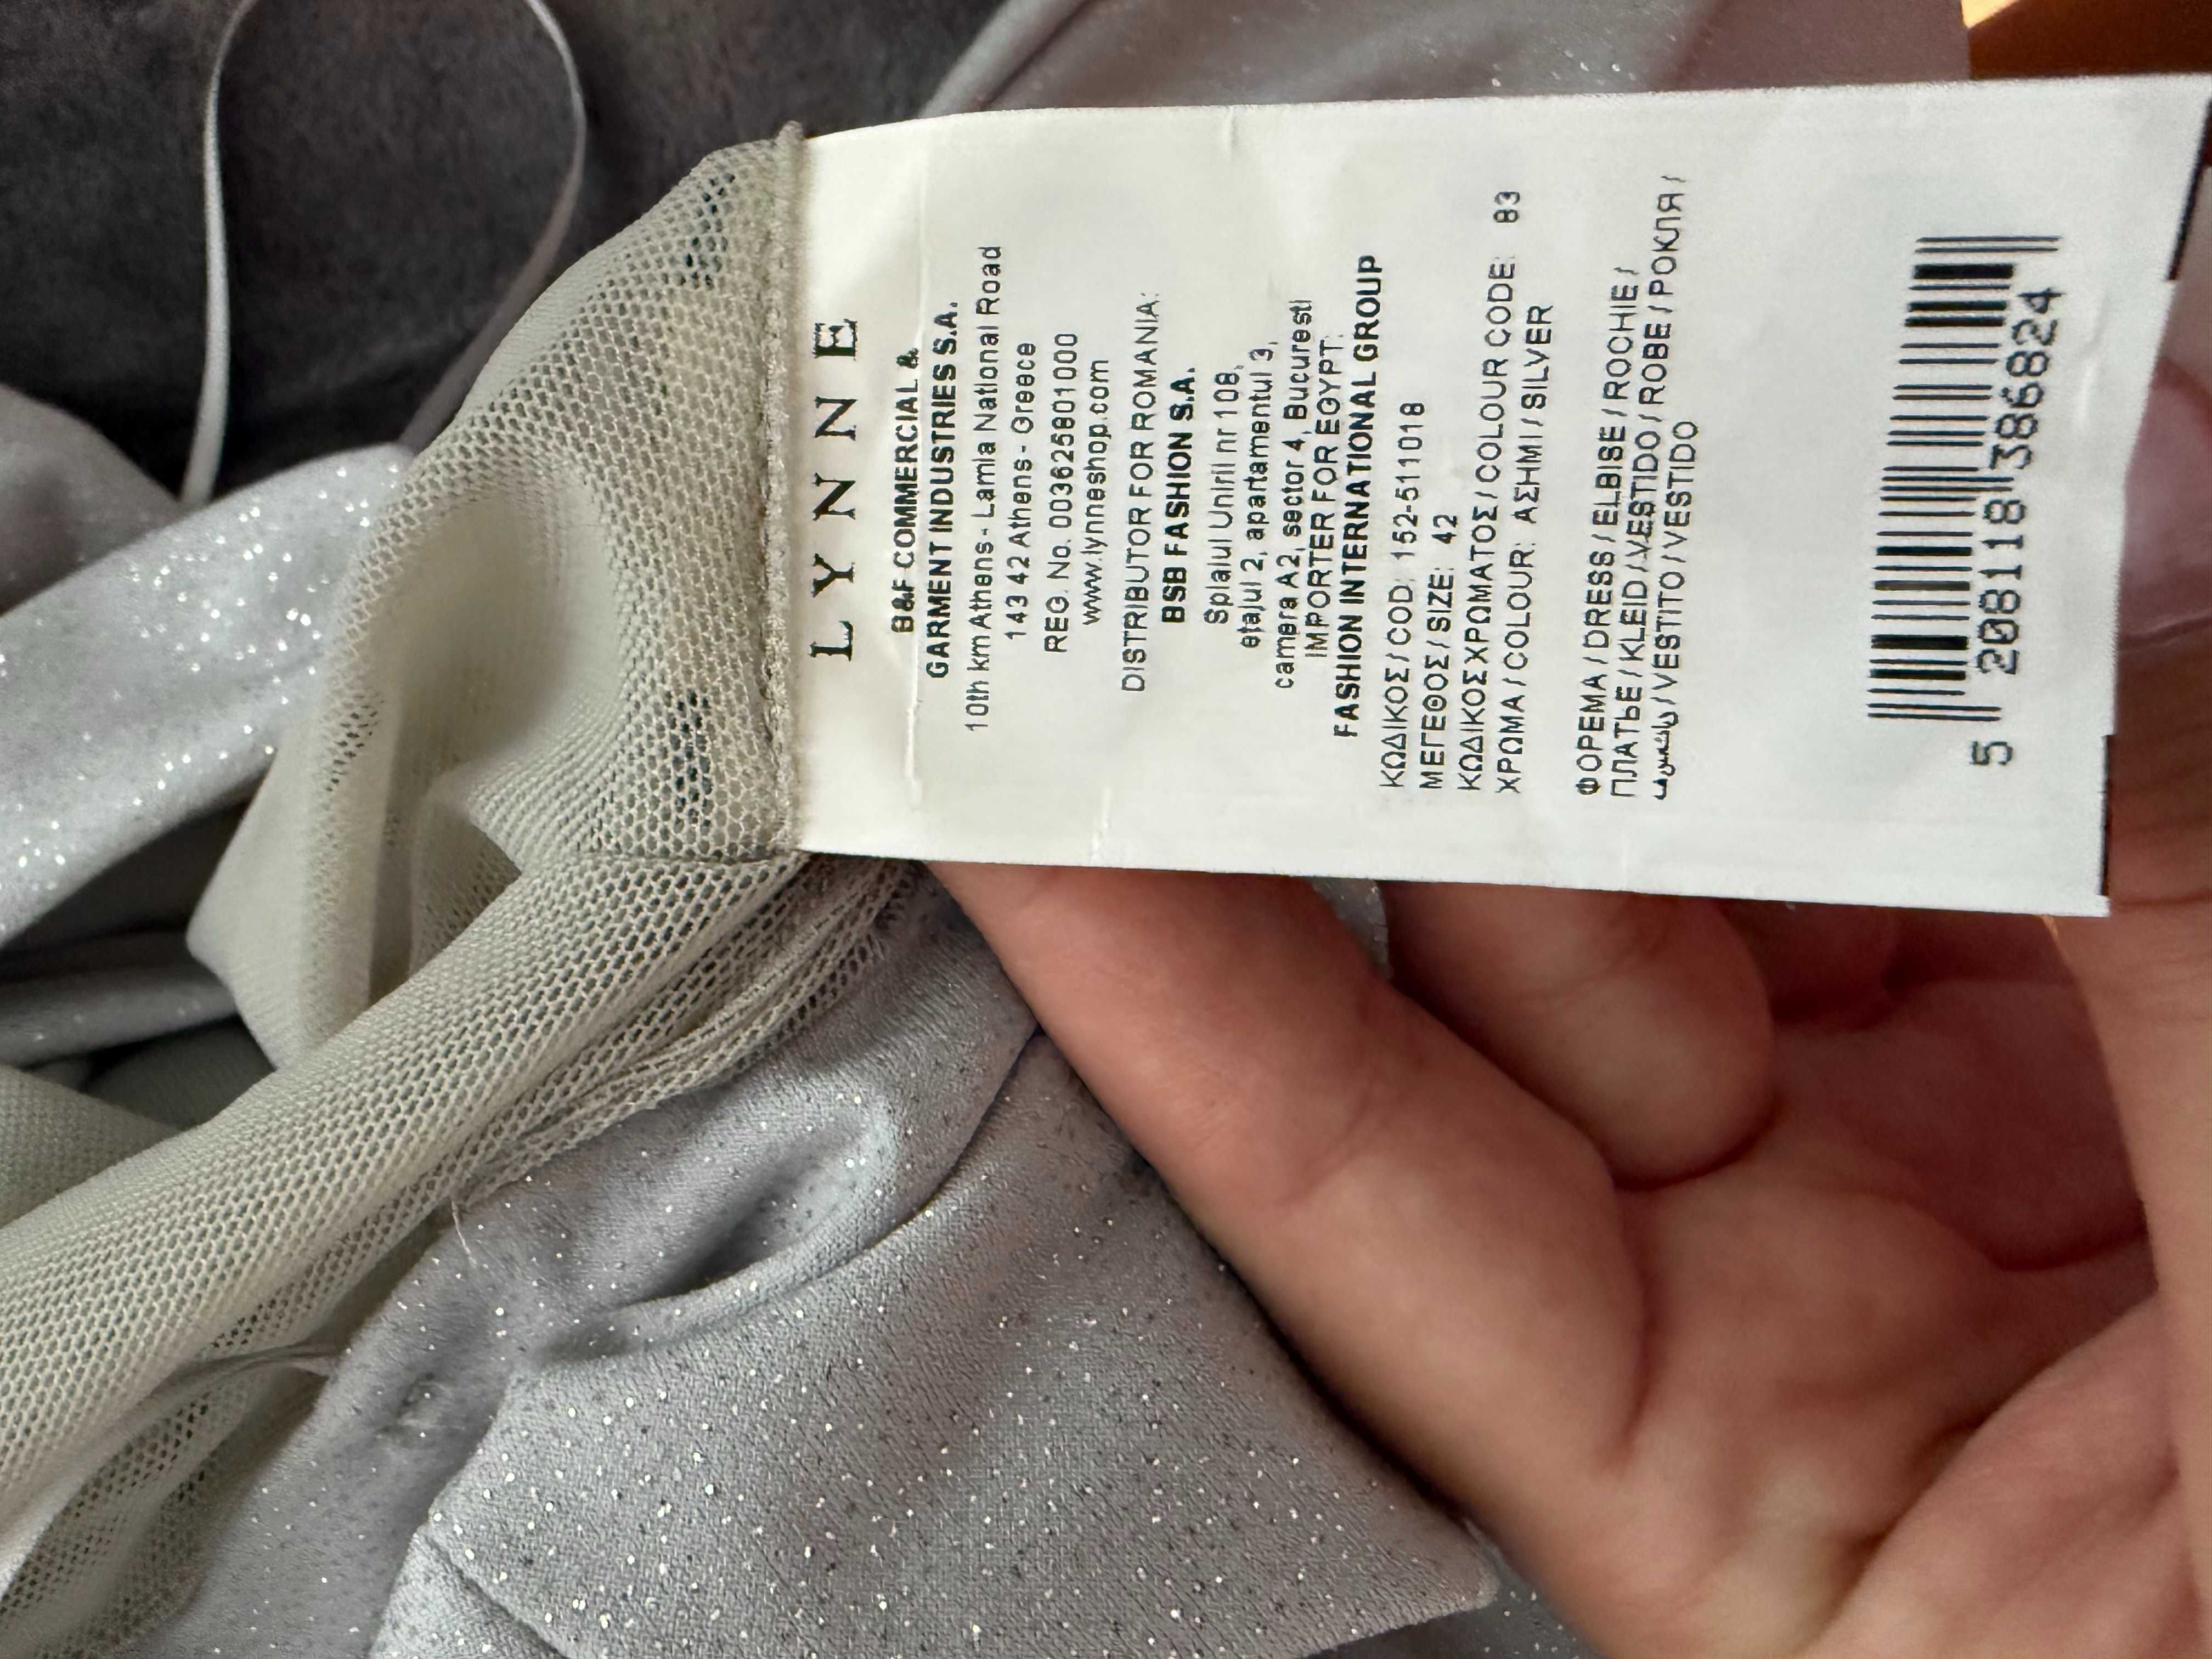 LYNNE
B&F COMMERCIAL &
GARMENT INDUSTRIES S.A.
10th km Athens - Lamia National Road
143 42 Athens - Greece
REG. No. 003625801000
www.lynneshop.com
DISTRIBUTOR FOR ROMANIA:
BSB FASHION S.A.
Splaiul Unirii nr 108,
etajul 2, apartamentul 3,
camera A2, sector 4, Bucuresti
IMPORTER FOR EGYPT:
FASHION INTERNATIONAL GROUP
ΚΩΔΙΚΟΣ / COD: 152-511018
ΜΕΓΕΘΟΣ / SIZE: 42
ΚΩΔΙΚΟΣ ΧΡΩΜΑΤΟΣ / COLOUR CODE: 83
ΧΡΩΜΑ / COLOUR: ΑΣΗΜΙ / SILVER
ΦΟΡΕΜΑ / DRESS / ELBISE / ROCHIE /
ПЛАТЬЕ / KLEID / VESTIDO / ROBE / РОКЛЯ /
/ VESTITO / VESTIDO
5 208118 386824